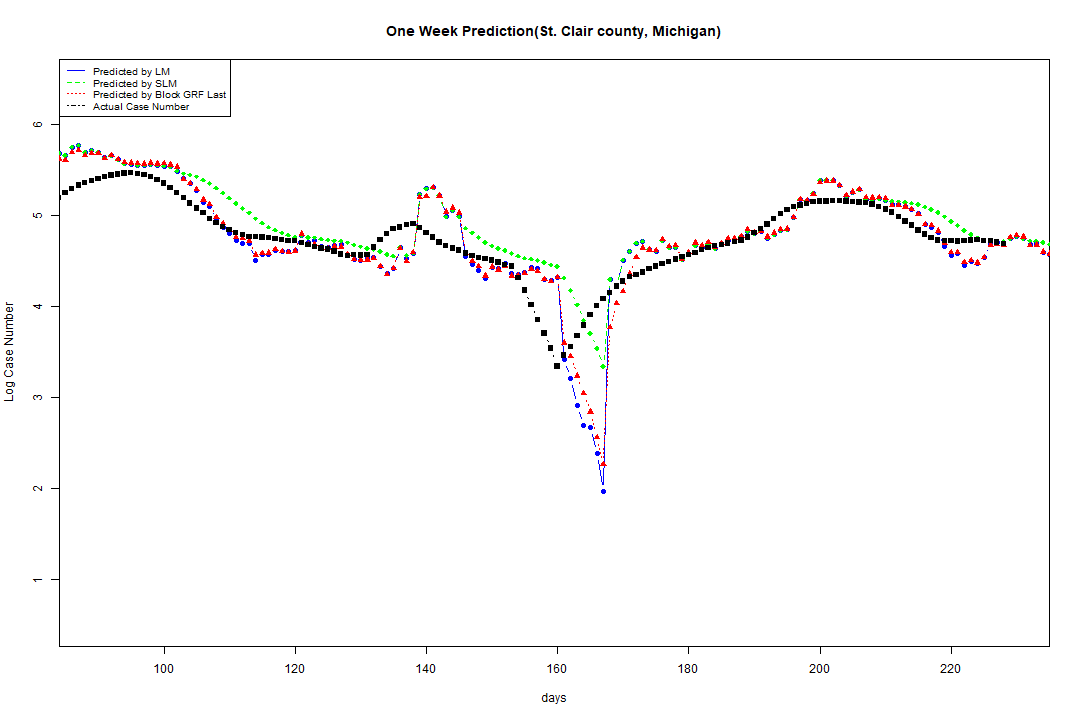 One Week Prediction(St. Clair county, Michigan)
Predicted by LM
Predicted by SLM
Predicted by Block GRF Last
Actual Case Number
Log Case Number
6
5
4
3
2
1
100 120 140 160 180 200 220
days